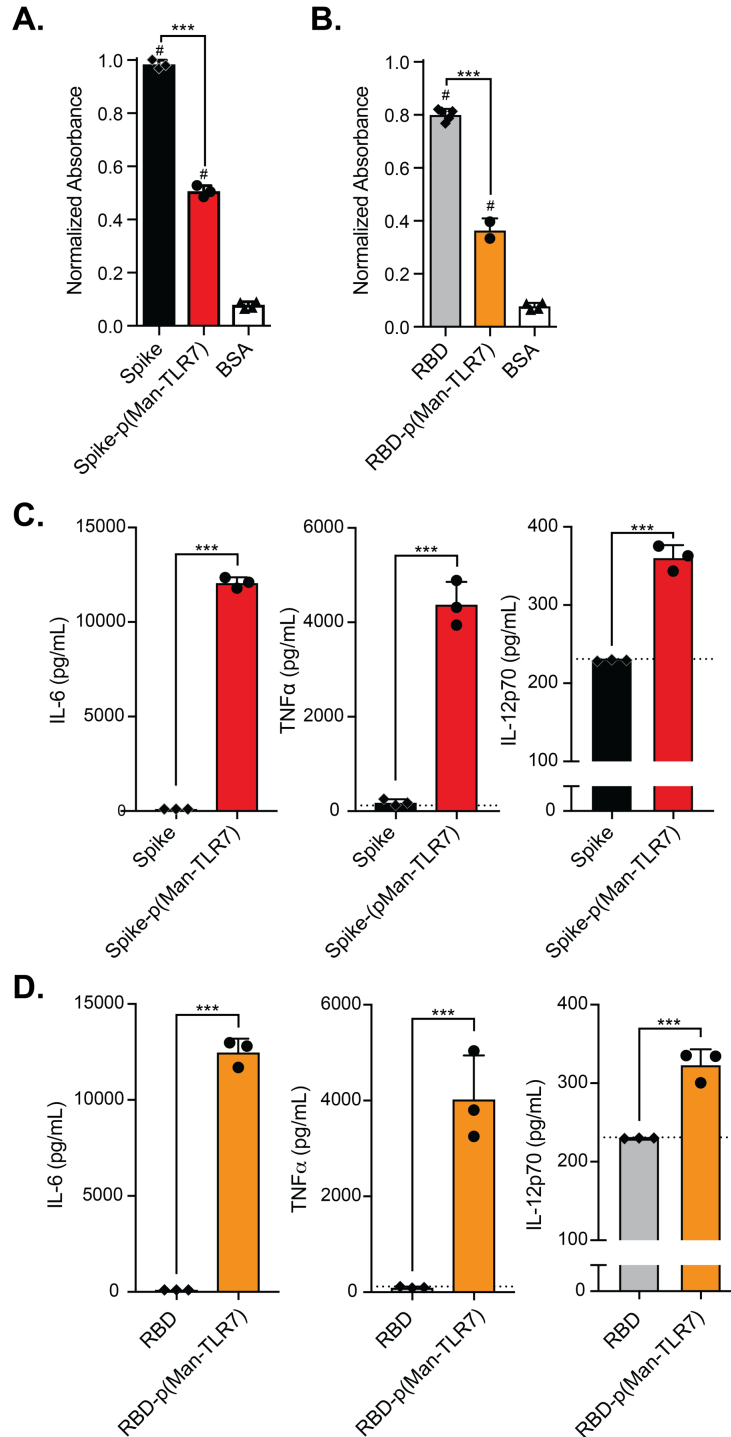 A.
***
#
#
Normalized Absorbance
1.0
0.8
0.6
0.4
0.2
0.0
Spike
Spike-p(Man-TLR7)
BSA
B.
***
#
#
Normalized Absorbance
1.0
0.8
0.6
0.4
0.2
0.0
RBD
RBD-p(Man-TLR7)
BSA
C.
***
IL-6 (pg/mL)
15000
10000
5000
0
Spike
Spike-p(Man-TLR7)
***
TNFα (pg/mL)
6000
4000
2000
0
Spike
Spike-(pMan-TLR7)
***
IL-12p70 (pg/mL)
400
300
200
100
0
Spike
Spike-p(Man-TLR7)
D.
***
IL-6 (pg/mL)
15000
10000
5000
0
RBD
RBD-p(Man-TLR7)
***
TNFα (pg/mL)
6000
4000
2000
0
RBD
RBD-p(Man-TLR7)
***
IL-12p70 (pg/mL)
400
300
200
100
0
RBD
RBD-p(Man-TLR7)